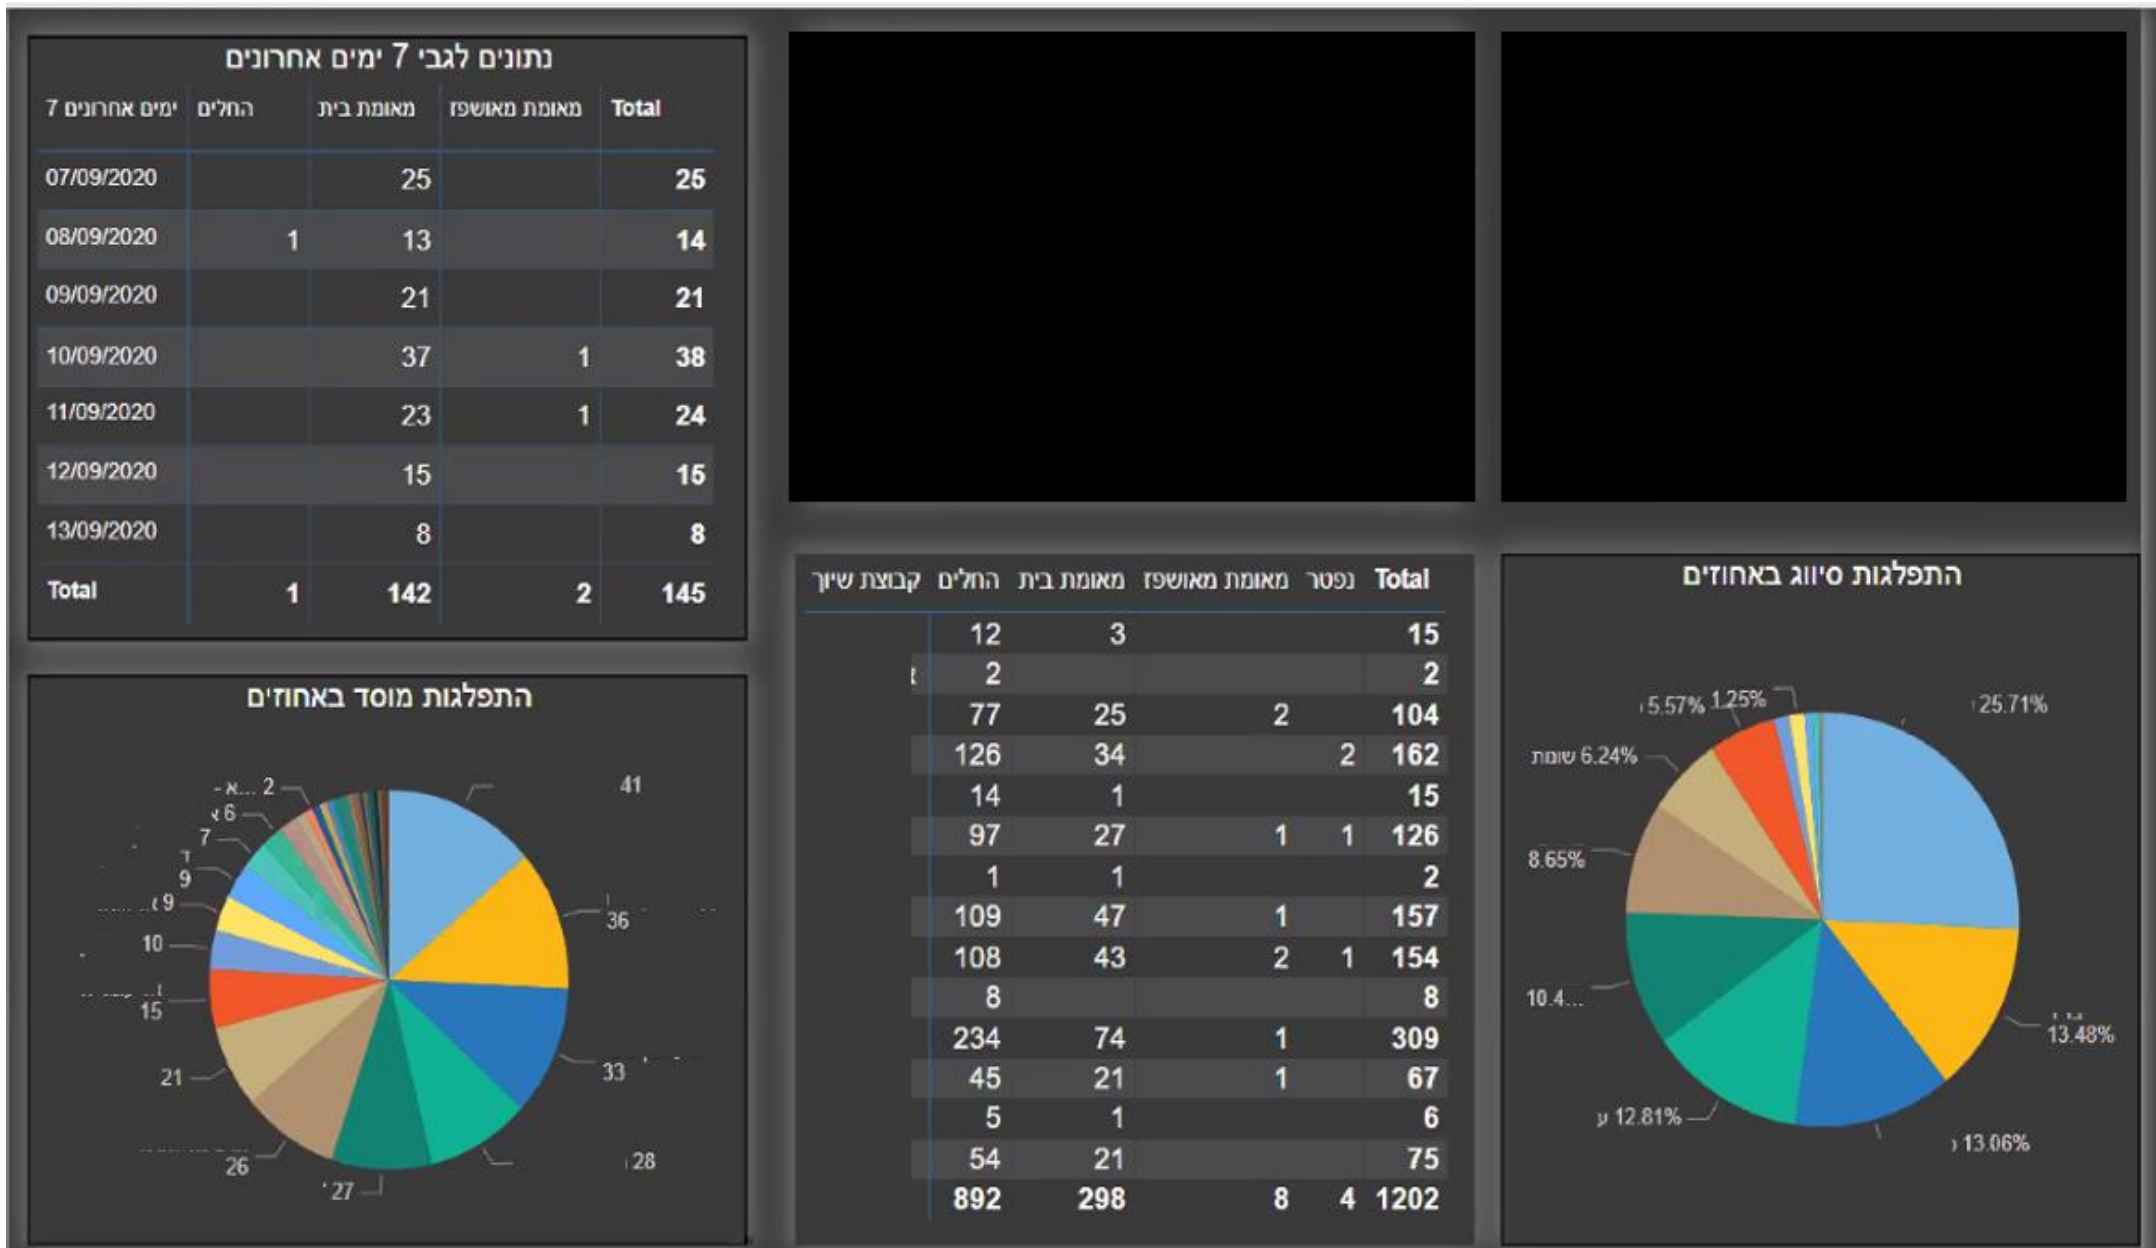 נתונים לגבי 7 ימים אחרונים
ימים אחרונים 7 החלים מאומת בית מאומת מאושפז Total
07/09/2020 25 25
08/09/2020 1 13 14
09/09/2020 21 21
10/09/2020 37 1 38
11/09/2020 23 1 24
12/09/2020 15 15
13/09/2020 8 8
Total 1 142 2 145
התפלגות מוסד באחוזים
41
36
33
28
27
26
21
15
10
9
9
7
6
2
קבוצת שיוך החלים מאומת בית מאומת מאושפז נפטר Total
12 3 15
2 2
77 25 2 104
126 34 2 162
14 1 15
97 27 1 1 126
1 1 2
109 47 1 157
108 43 2 1 154
8 8
234 74 1 309
45 21 1 67
5 1 6
54 21 75
892 298 8 4 1202
התפלגות סיווג באחוזים
25.71%
13.48%
13.06%
12.81% ע
10.4...
8.65%
שומת 6.24%
5.57%
1.25%